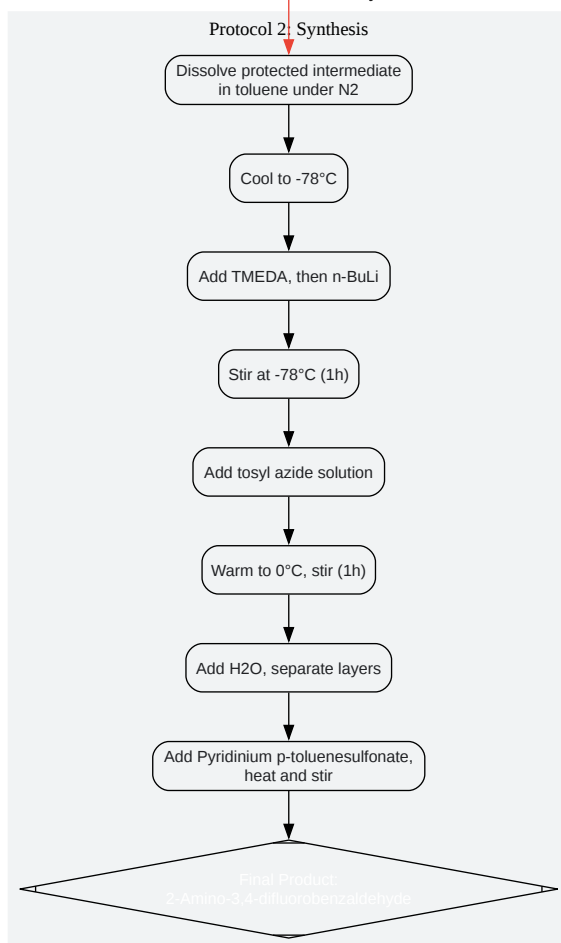 Protocol 2: Synthesis
Dissolve protected intermediate
in toluene under N2
Cool to -78°C
Add TMEDA, then n-BuLi
Stir at -78°C (1h)
Add tosyl azide solution
Warm to 0°C, stir (1h)
Add H2O, separate layers
Add Pyridinium p-toluenesulfonate,
heat and stir
Final Product:
2-Amino-3,4-difluorobenzaldehyde